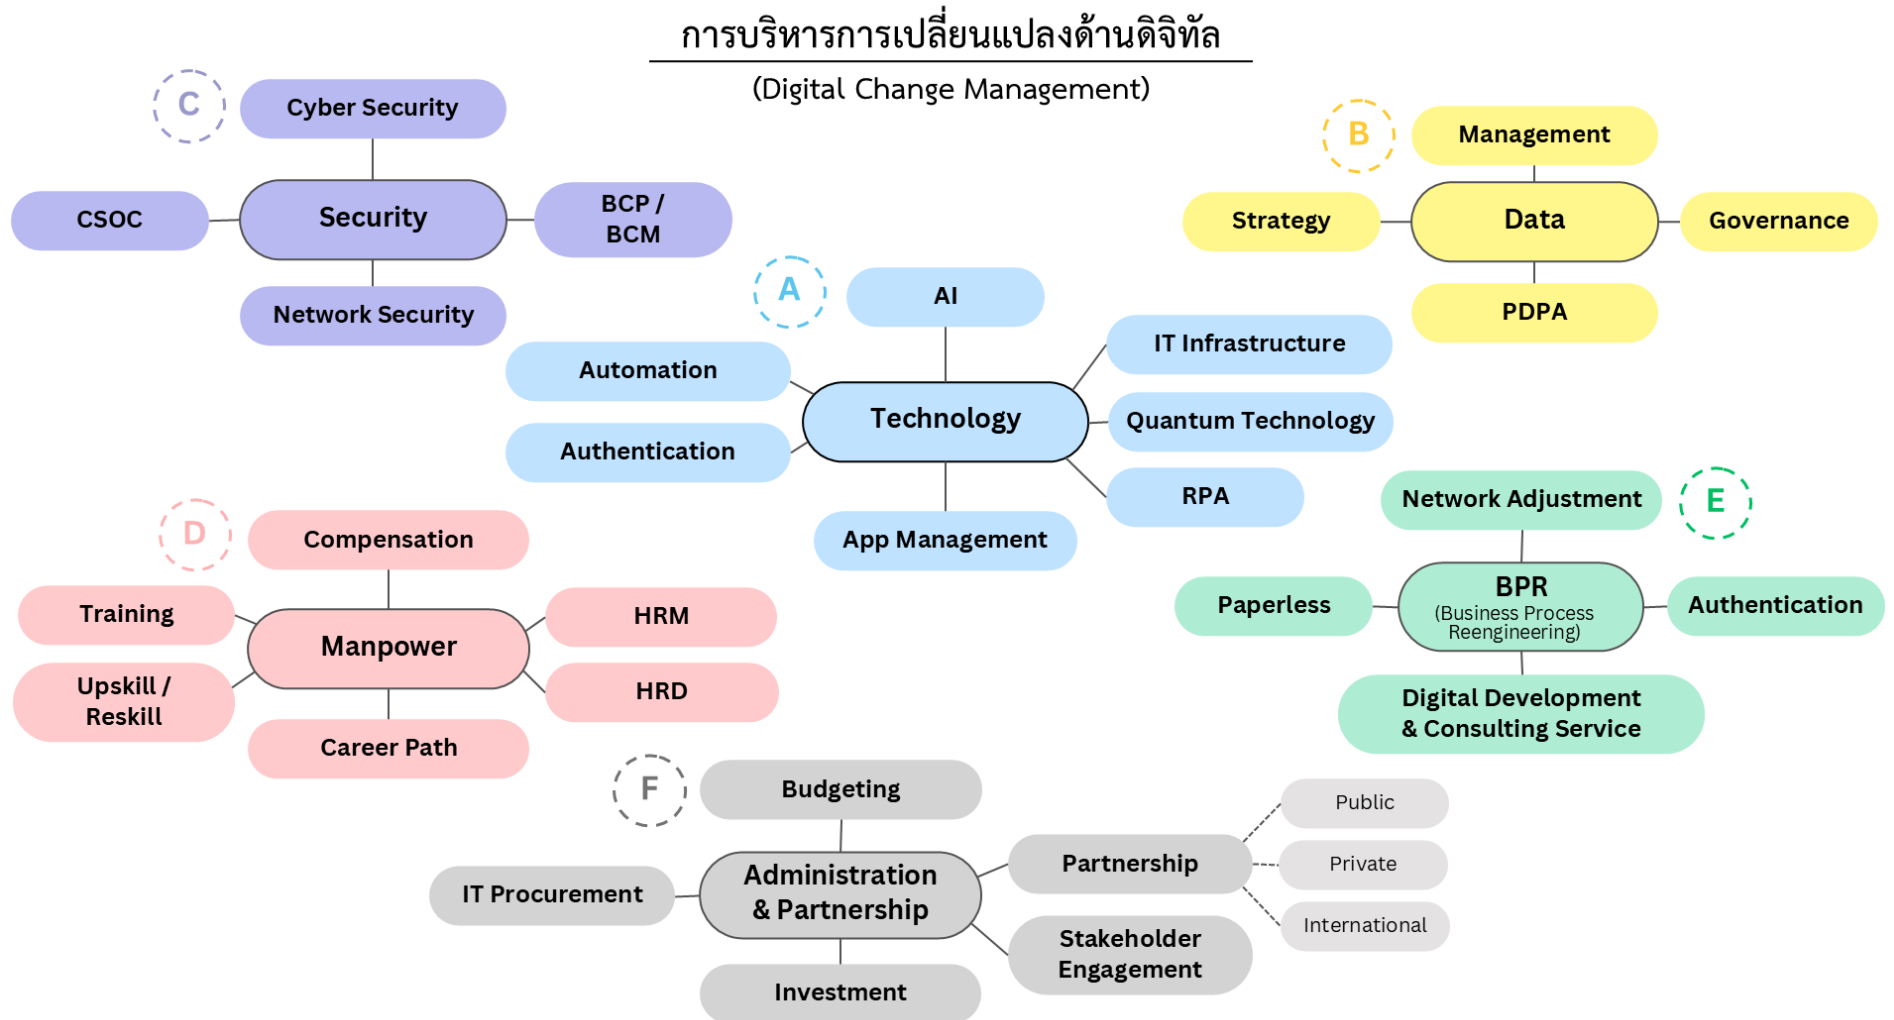 การบริหารการเปลี่ยนแปลงด้านดิจิทัล
(Digital Change Management)
C
Cyber Security
CSOC
Security
BCP /
BCM
Network Security
B
Management
Strategy
Data
Governance
PDPA
A
AI
Automation
IT Infrastructure
Technology
Quantum Technology
Authentication
RPA
App Management
D
Compensation
Training
HRM
Manpower
Upskill /
Reskill
HRD
Career Path
E
Network Adjustment
Paperless
BPR
(Business Process
Reengineering)
Authentication
Digital Development
& Consulting Service
F
Budgeting
IT Procurement
Administration
& Partnership
Partnership
Public
Private
International
Stakeholder
Engagement
Investment